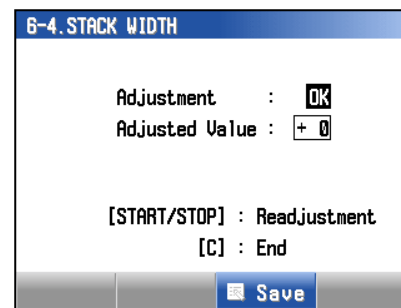 6-4.STACK WIDTH
Adjustment : OK
Adjusted Value : + 0
[START/STOP] : Readjustment
[C] : End
Save